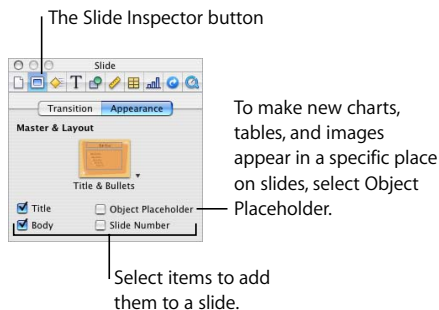 The Slide Inspector button
Slide
T
Transition Appearance
Master & Layout
Title & Bullets
Title Object Placeholder
Body Slide Number
To make new charts,
tables, and images
appear in a specific place
on slides, select Object
Placeholder.
Select items to add
them to a slide.